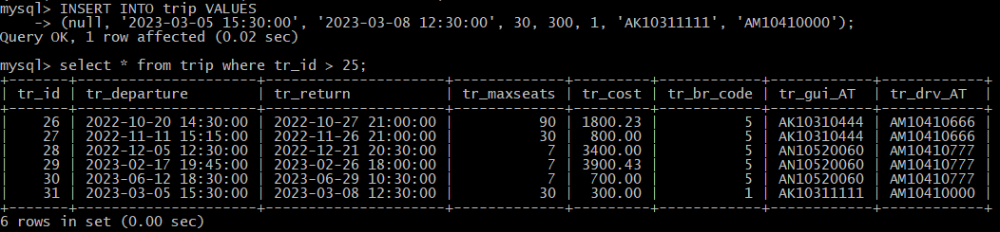 mysql> INSERT INTO trip VALUES
    -> (null, '2023-03-05 15:30:00', '2023-03-08 12:30:00', 30, 300, 1, 'AK10311111', 'AM10410000');
Query OK, 1 row affected (0.02 sec)

mysql> select * from trip where tr_id > 25;
+-------+---------------------+---------------------+-------------+---------+------------+------------+------------+
| tr_id | tr_departure        | tr_return           | tr_maxseats | tr_cost | tr_br_code | tr_gui_AT  | tr_drv_AT  |
+-------+---------------------+---------------------+-------------+---------+------------+------------+------------+
|    26 | 2022-10-20 14:30:00 | 2022-10-27 21:00:00 |          90 | 1800.23 |          5 | AK10310444 | AM10410666 |
|    27 | 2022-11-11 15:15:00 | 2022-11-26 21:00:00 |          30 |  800.00 |          5 | AK10310444 | AM10410666 |
|    28 | 2022-12-05 12:30:00 | 2022-12-21 20:30:00 |           7 | 3400.00 |          5 | AN10520060 | AM10410777 |
|    29 | 2023-02-17 19:45:00 | 2023-02-26 18:00:00 |           7 | 3900.43 |          5 | AN10520060 | AM10410777 |
|    30 | 2023-06-12 18:30:00 | 2023-06-29 10:30:00 |           7 |  700.00 |          5 | AN10520060 | AM10410777 |
|    31 | 2023-03-05 15:30:00 | 2023-03-08 12:30:00 |          30 |  300.00 |          1 | AK10311111 | AM10410000 |
+-------+---------------------+---------------------+-------------+---------+------------+------------+------------+
6 rows in set (0.00 sec)